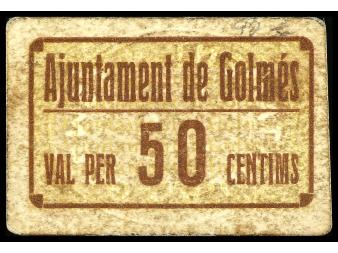 Ajuntament de Golmés
VAL PER 50 CENTIMS